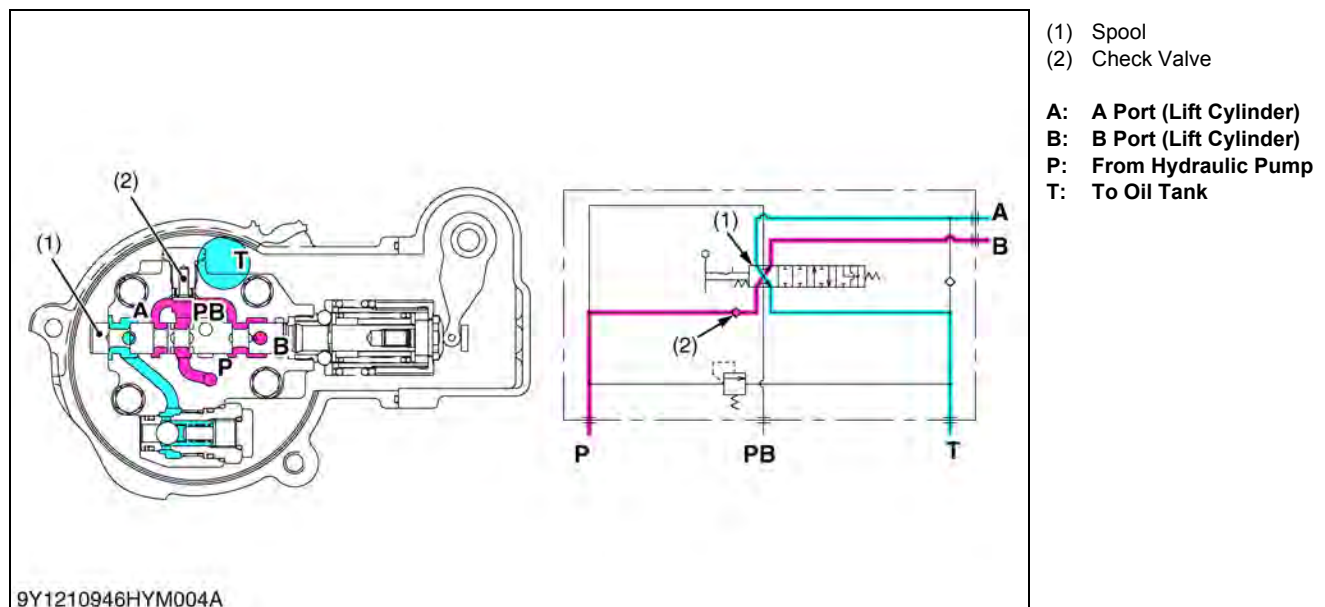 (1) Spool
(2) Check Valve
A: A Port (Lift Cylinder)
B: B Port (Lift Cylinder)
P: From Hydraulic Pump
T: To Oil Tank
(2)
(1)
T
A
PB
B
P
(1)
A
B
(2)
P
PB
T
9Y1210946HYM004A